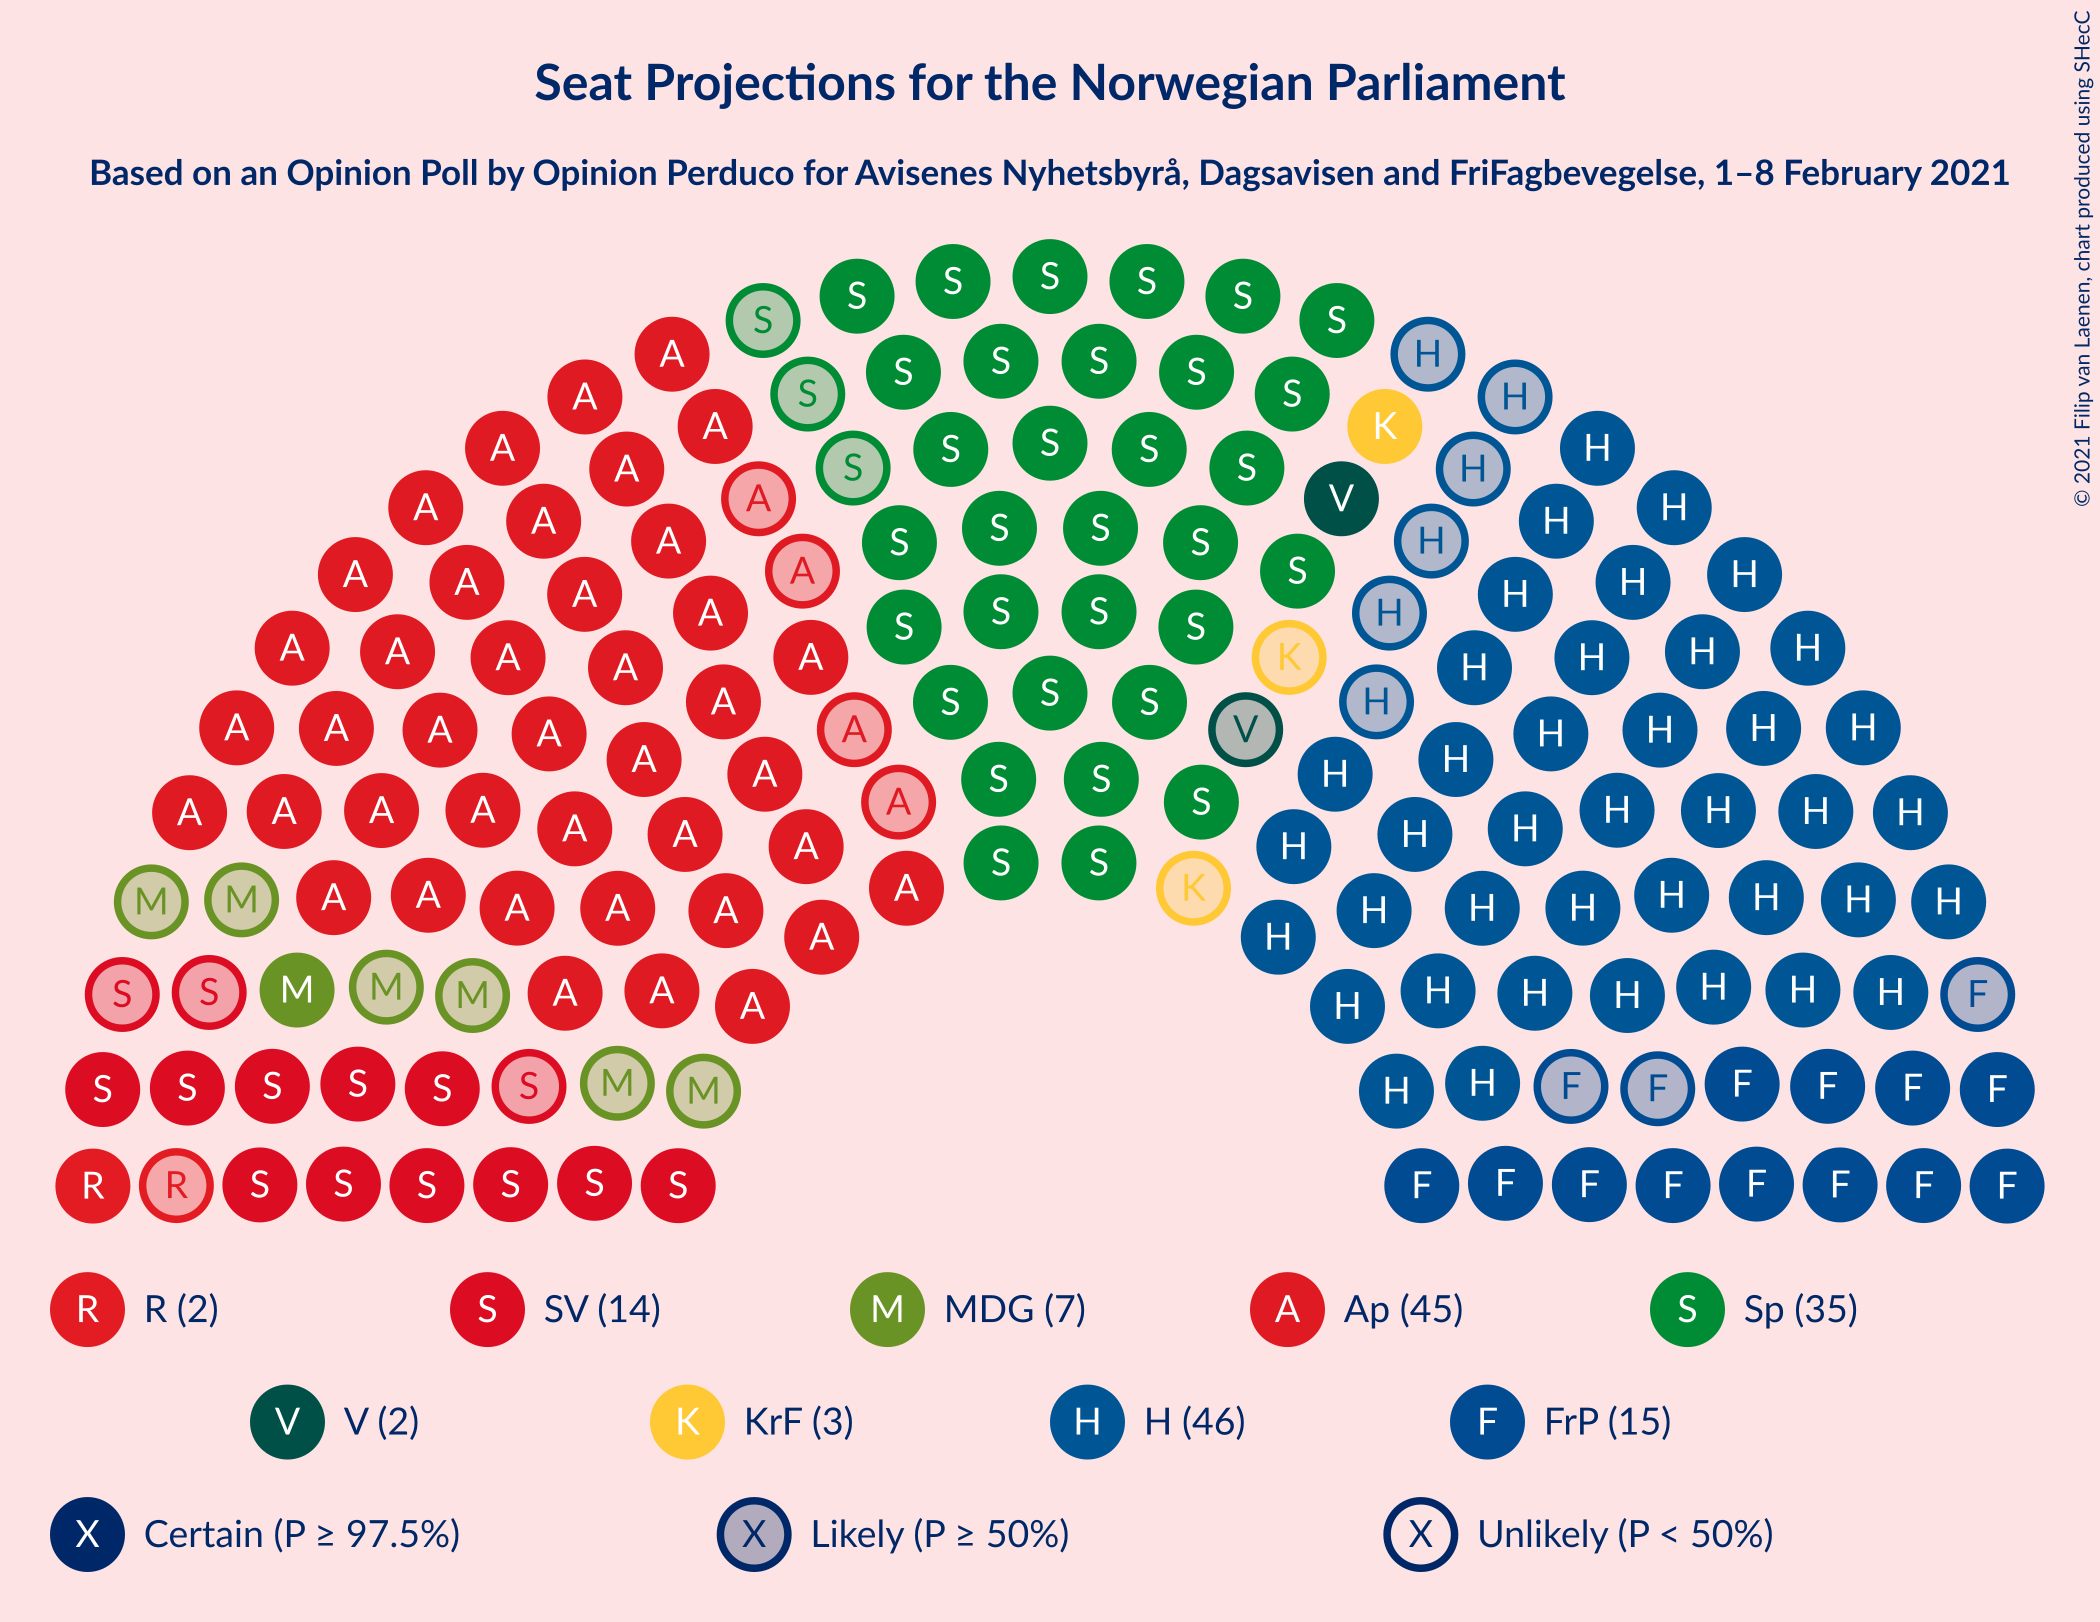 Seat Projections for the Norwegian Parliament
Based on an Opinion Poll by Opinion Perduco for Avisenes Nyhetsbyrå, Dagsavisen and FriFagbevegelse, 1–8 February 2021
© 2021 Filip van Laenen, chart produced using SHecC
S S S S S S S
A S S S S S K H H
A A S S S S V H H
A A A S S S S H H H
A A A S S S S S H H H
A A A A S S S S K H H H
A A A A A S S S V H H H H H
A A A A A A A S S S H H H H H H
A A A A A A A A S S K H H H H H H H H
M M A A A A A A H H H H H H H H
S S M M M A A A H H H H H H H F
S S S S S S M M H H F F F F F F
R R S S S S S S F F F F F F F F
R R (2) S SV (14) M MDG (7) A Ap (45) S Sp (35)
V V (2) K KrF (3) H H (46) F FrP (15)
X Certain (P ≥ 97.5%) X Likely (P ≥ 50%) X Unlikely (P < 50%)